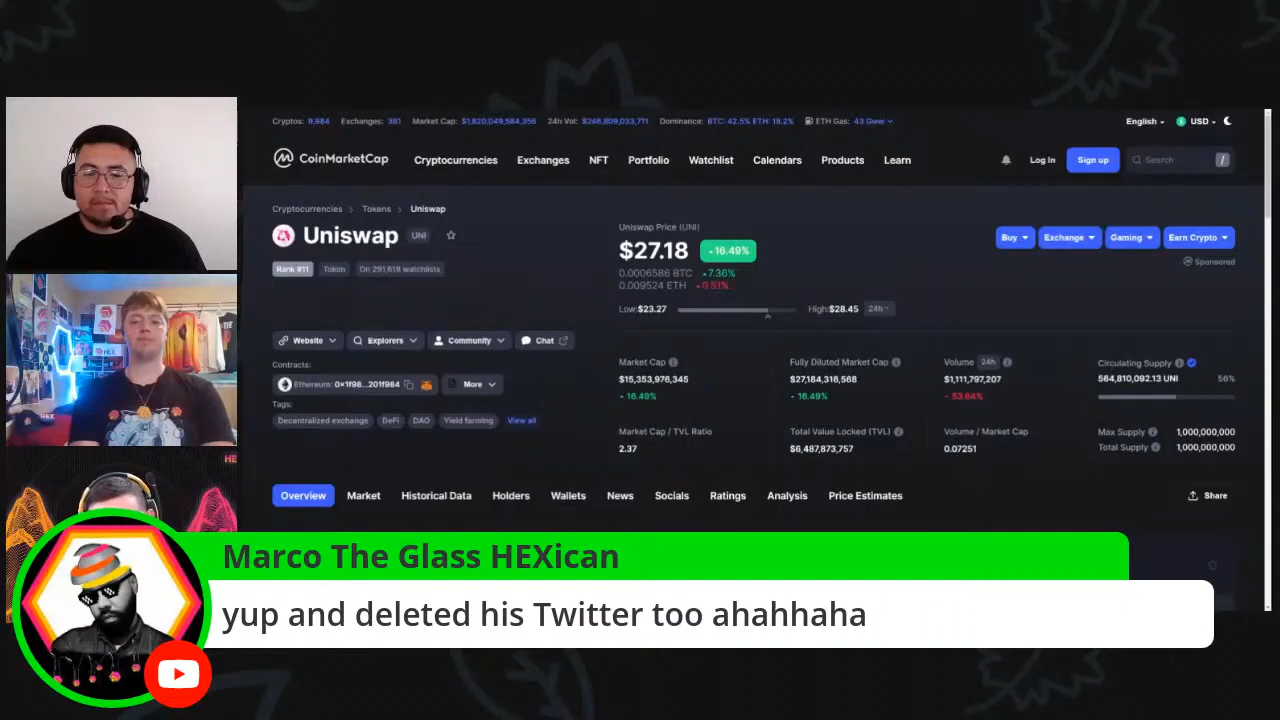 Cryptos: 9,984 Exchanges: 381 Market Cap: $1,820,049,584,356 24h Vol: $246,809,033,711 Dominance: BTC: 42.5% ETH: 18.2% ETH Gas: 43 Gwei
English USD
CoinMarketCap Cryptocurrencies Exchanges NFT Portfolio Watchlist Calendars Products Learn Log In Sign up Search /
Cryptocurrencies Tokens Uniswap
Uniswap UNI
Rank #11 Token On 291,618 watchlists
Uniswap Price (UNI)
$27.18 16.49%
0.0006586 BTC 7.36%
0.009524 ETH 0.51%
Low: $23.27 High: $28.45 24h
Buy Exchange Gaming Earn Crypto
Sponsored
Website Explorers Community Chat
Contracts:
Ethereum: 0x1f98...201f984 More
Tags:
Decentralized exchange DeFi DAO Yield farming View all
Market Cap
$15,353,976,345
16.49%
Fully Diluted Market Cap
$27,184,316,568
16.49%
Volume 24h
$1,111,797,207
53.64%
Circulating Supply
564,810,092.13 UNI 56%
Market Cap / TVL Ratio
2.37
Total Value Locked (TVL)
$6,487,873,757
Volume / Market Cap
0.07251
Max Supply 1,000,000,000
Total Supply 1,000,000,000
Overview Market Historical Data Holders Wallets News Socials Ratings Analysis Price Estimates Share
HEX
HEX
HE
Marco The Glass HEXican
yup and deleted his Twitter too ahahhaha